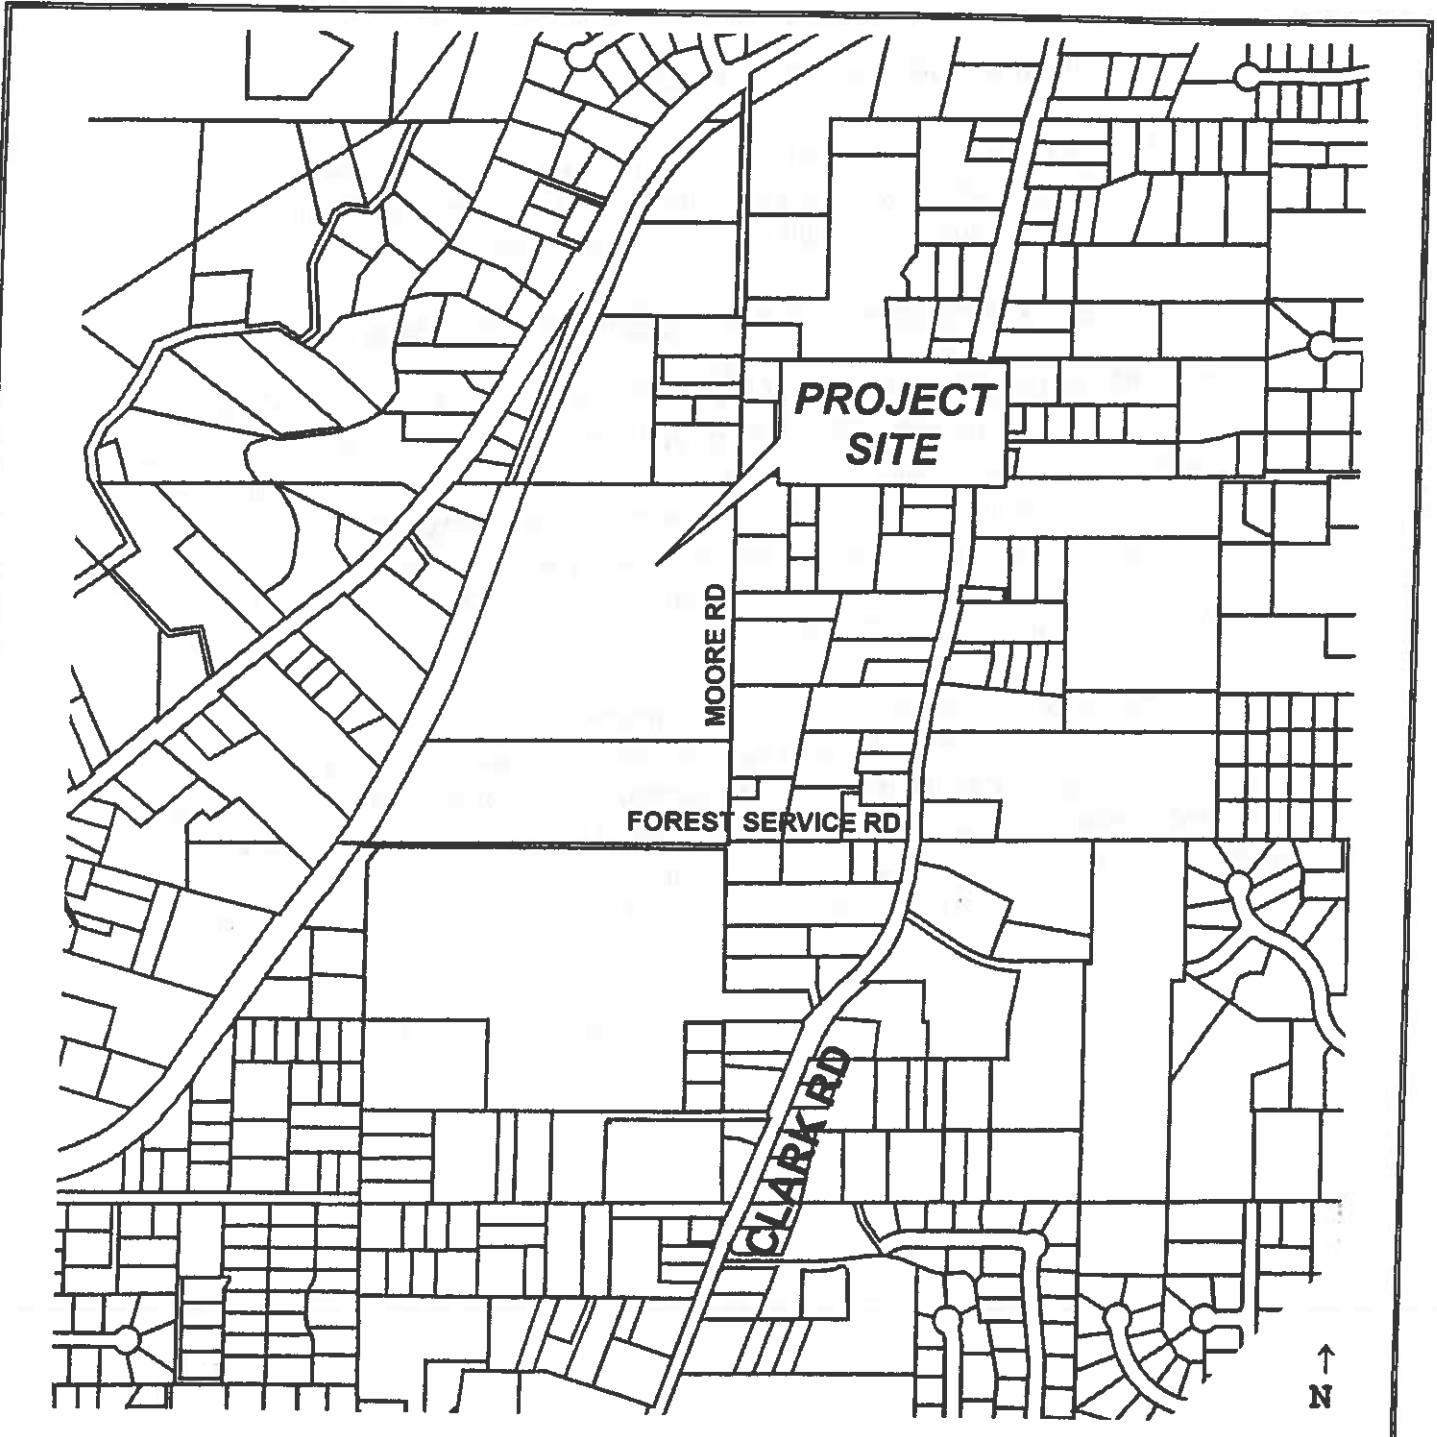 PROJECT
SITE
MOORE RD
FOREST SERVICE RD
CLARK RD
N